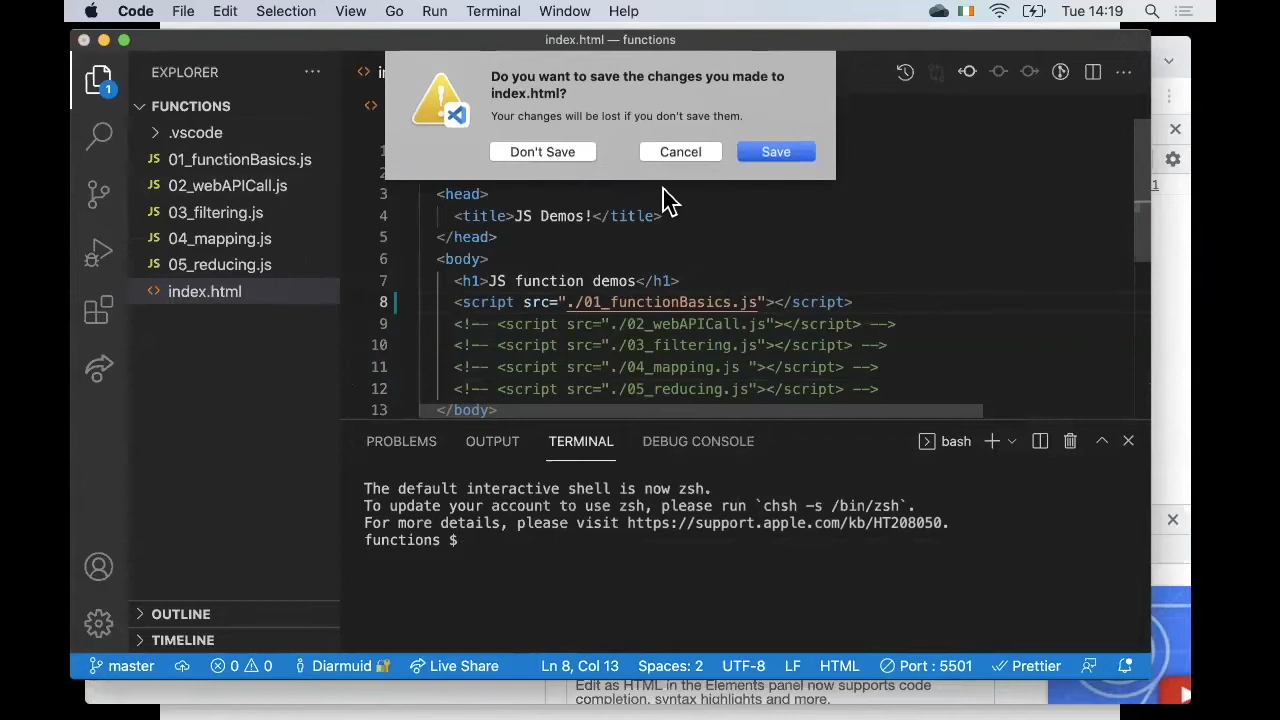 Code File Edit Selection View Go Run Terminal Window Help Tue 14:19
index.html — functions
EXPLORER
1
FUNCTIONS
.vscode
JS 01_functionBasics.js
JS 02_webAPICall.js
JS 03_filtering.js
JS 04_mapping.js
JS 05_reducing.js
<> index.html
OUTLINE
TIMELINE
Do you want to save the changes you made to
index.html?
Your changes will be lost if you don't save them.
Don't Save Cancel Save
3 <head>
4 <title>JS Demos!</title>
5 </head>
6 <body>
7 <h1>JS function demos</h1>
8 <script src="./01_functionBasics.js"></script>
9 <!-- <script src="./02_webAPICall.js"></script> -->
10 <!-- <script src="./03_filtering.js"></script> -->
11 <!-- <script src="./04_mapping.js "></script> -->
12 <!-- <script src="./05_reducing.js"></script> -->
13 </body>
PROBLEMS OUTPUT TERMINAL DEBUG CONSOLE bash
The default interactive shell is now zsh.
To update your account to use zsh, please run `chsh -s /bin/zsh`.
For more details, please visit https://support.apple.com/kb/HT208050.
functions $
master 0 0 Diarmuid Live Share Ln 8, Col 13 Spaces: 2 UTF-8 LF HTML Port : 5501 Prettier
Edit as HTML in the Elements panel now supports code
completion, syntax highlights and more.